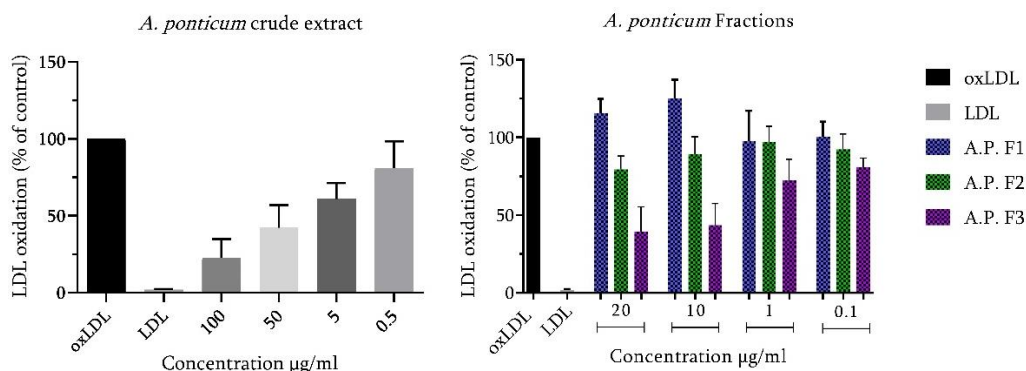 A. ponticum crude extract
LDL oxidation (% of control)
150
100
50
0
oxLDL
LDL
100
50
5
0.5
Concentration µg/ml
A. ponticum Fractions
LDL oxidation (% of control)
150
100
50
0
oxLDL
LDL
20
10
1
0.1
Concentration µg/ml
oxLDL
LDL
A.P. F1
A.P. F2
A.P. F3